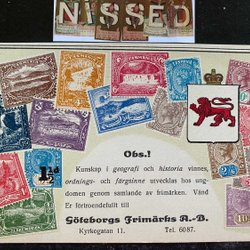 NISSED
Obs.!
Kunskap i geografi och historia vinnes,
ordnings- och färgsinne utvecklas hos ung-
domen genom samlande av frimärken. Vänd
Er förtroendefullt till
Göteborgs Frimärks A.-B.
Kyrkogatan 11. Tel. 6087.